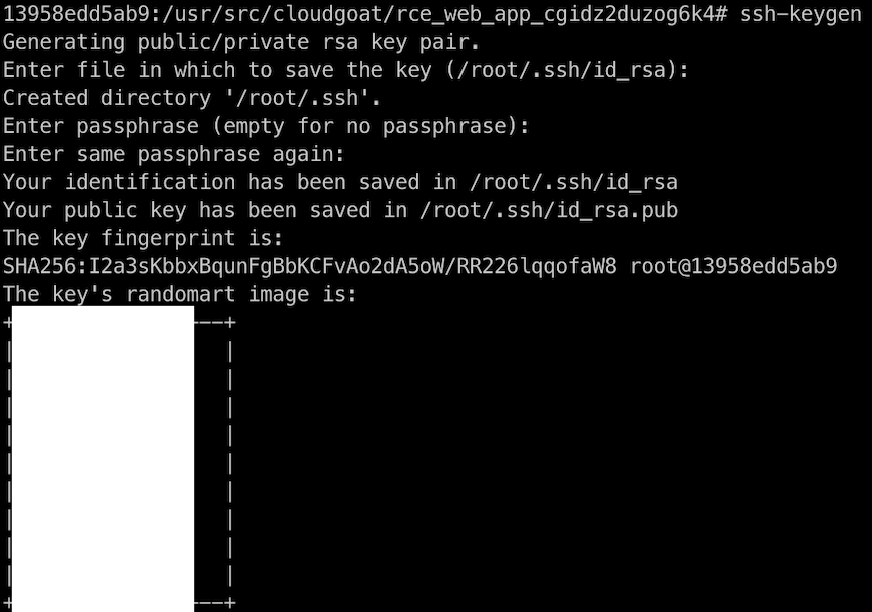 13958edd5ab9:/usr/src/cloudgoat/rce_web_app_cgidz2duzog6k4# ssh-keygen
Generating public/private rsa key pair.
Enter file in which to save the key (/root/.ssh/id_rsa):
Created directory '/root/.ssh'.
Enter passphrase (empty for no passphrase):
Enter same passphrase again:
Your identification has been saved in /root/.ssh/id_rsa
Your public key has been saved in /root/.ssh/id_rsa.pub
The key fingerprint is:
SHA256:I2a3sKbbxBqunFgBbKCFvAo2dA5oW/RR226lqqofaW8 root@13958edd5ab9
The key's randomart image is:
+---+
| |
| |
| |
| |
| |
| |
| |
| |
| |
+---+